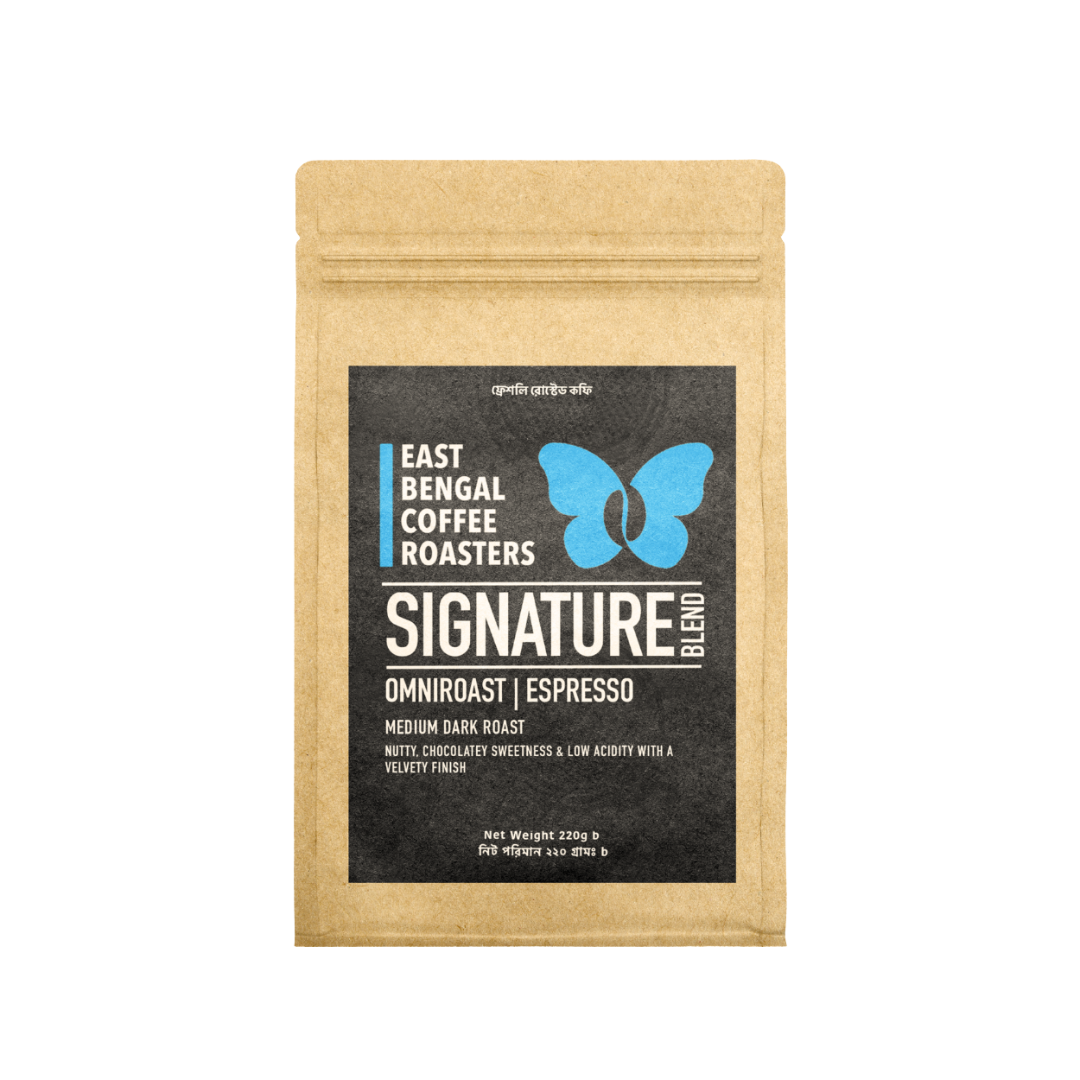 ফ্রেশলি রোস্টেড কফি
EAST
BENGAL
COFFEE
ROASTERS
SIGNATURE
BLEND
OMNIROAST | ESPRESSO
MEDIUM DARK ROAST
NUTTY, CHOCOLATEY SWEETNESS & LOW ACIDITY WITH A
VELVETY FINISH
Net Weight 220g b
নিট পরিমান ২২০ গ্রামঃ b